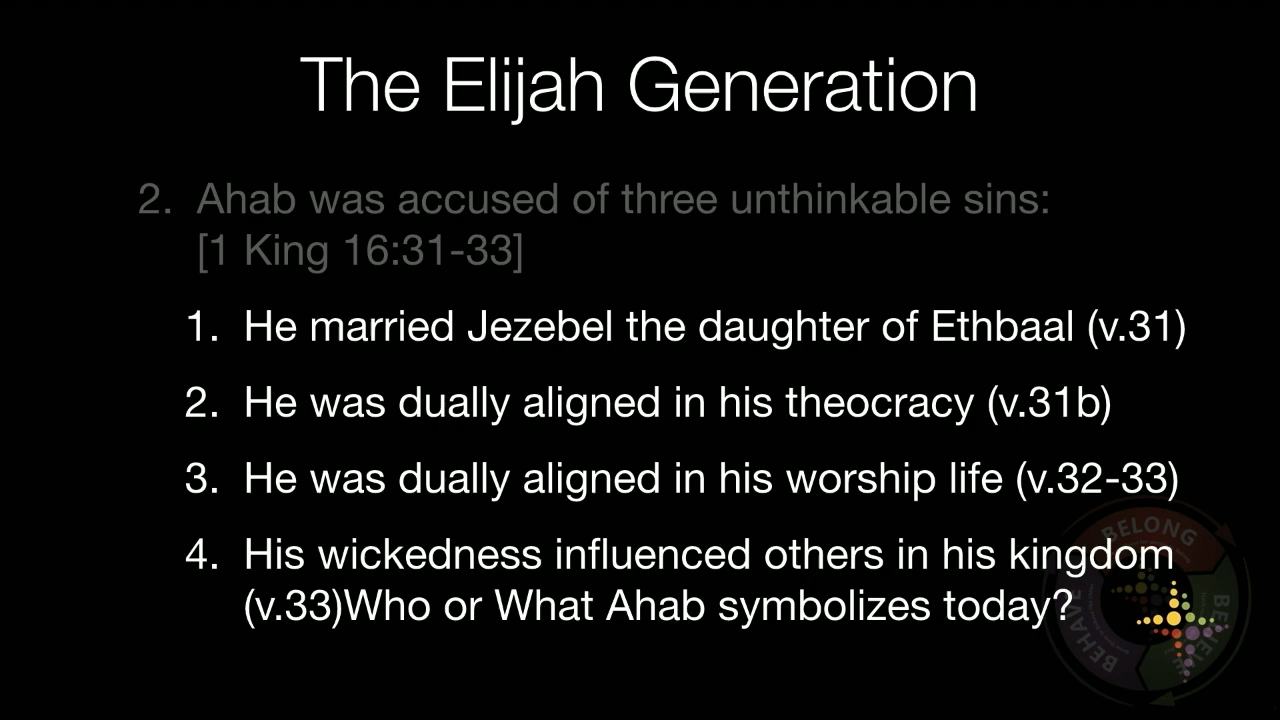 The Elijah Generation
2. Ahab was accused of three unthinkable sins:
[1 King 16:31-33]
1. He married Jezebel the daughter of Ethbaal (v.31)
2. He was dually aligned in his theocracy (v.31b)
3. He was dually aligned in his worship life (v.32-33)
4. His wickedness influenced others in his kingdom
(v.33)Who or What Ahab symbolizes today?
BELONG
BELIEVE
BEHAVE